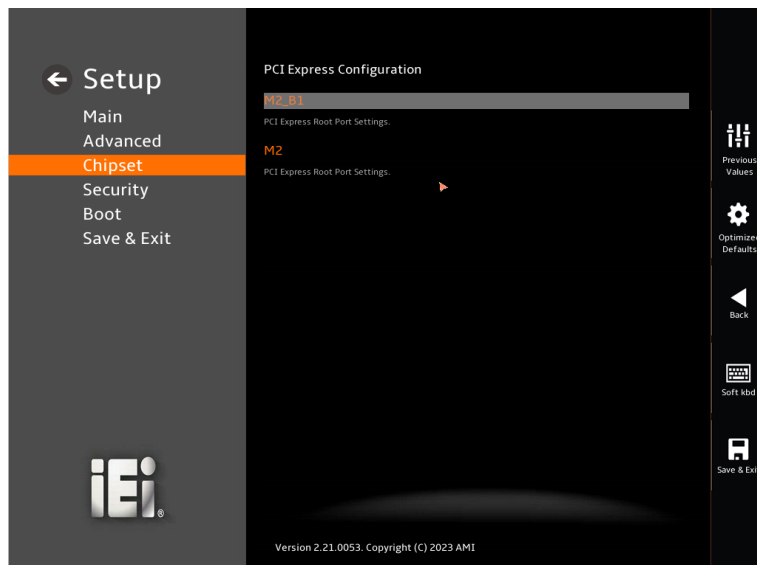 Setup
Main
Advanced
Chipset
Security
Boot
Save & Exit
iEi®
PCI Express Configuration
M2_B1
PCI Express Root Port Settings.
M2
PCI Express Root Port Settings.
Version 2.21.0053. Copyright (C) 2023 AMI
Previous
Values
Optimized
Defaults
Back
Soft kbd
Save & Exi